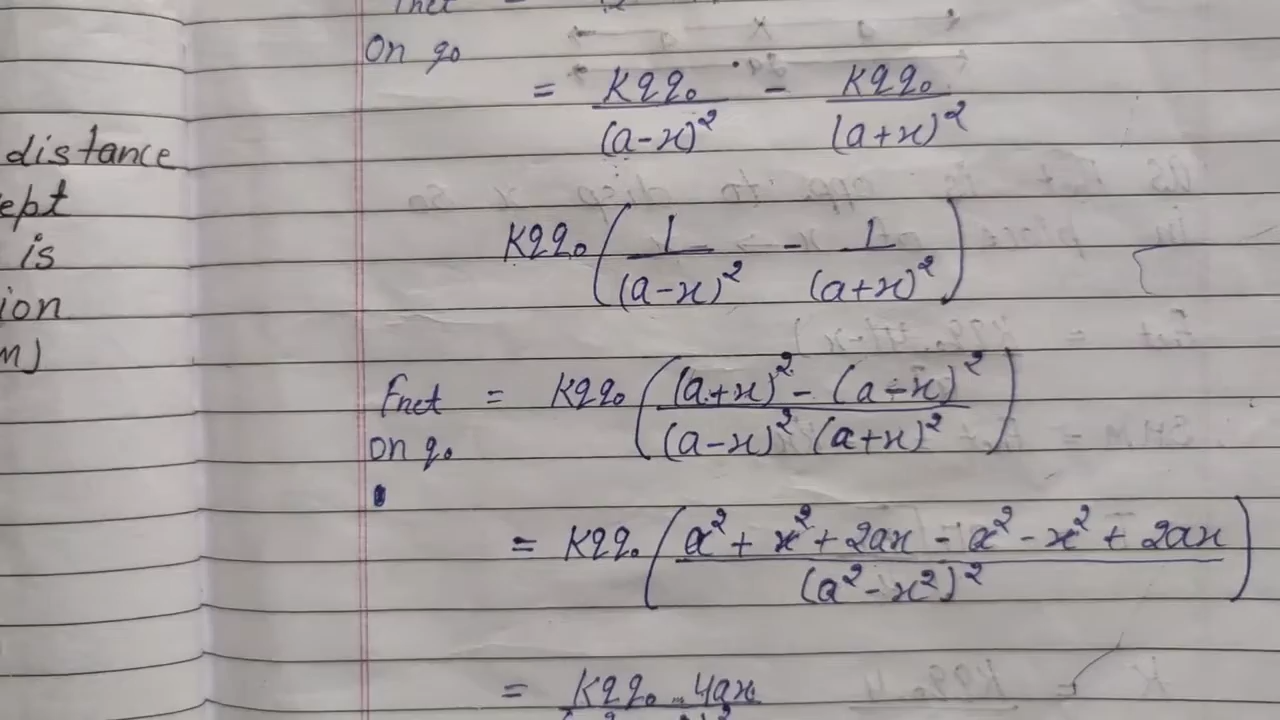 Fnet =
on q₀
= Kqq₀/(a-x)² - Kqq₀/(a+x)²
distance
ept
Kqq₀ (1/(a-x)² - 1/(a+x)²)
is
ion
m)
Fnet = Kqq₀ ((a+x)² - (a-x)² / (a-x)² (a+x)²)
on q₀
= Kqq₀ (a² + x² + 2ax - a² - x² + 2ax / (a² - x²)²)
= Kqq₀ 4ax